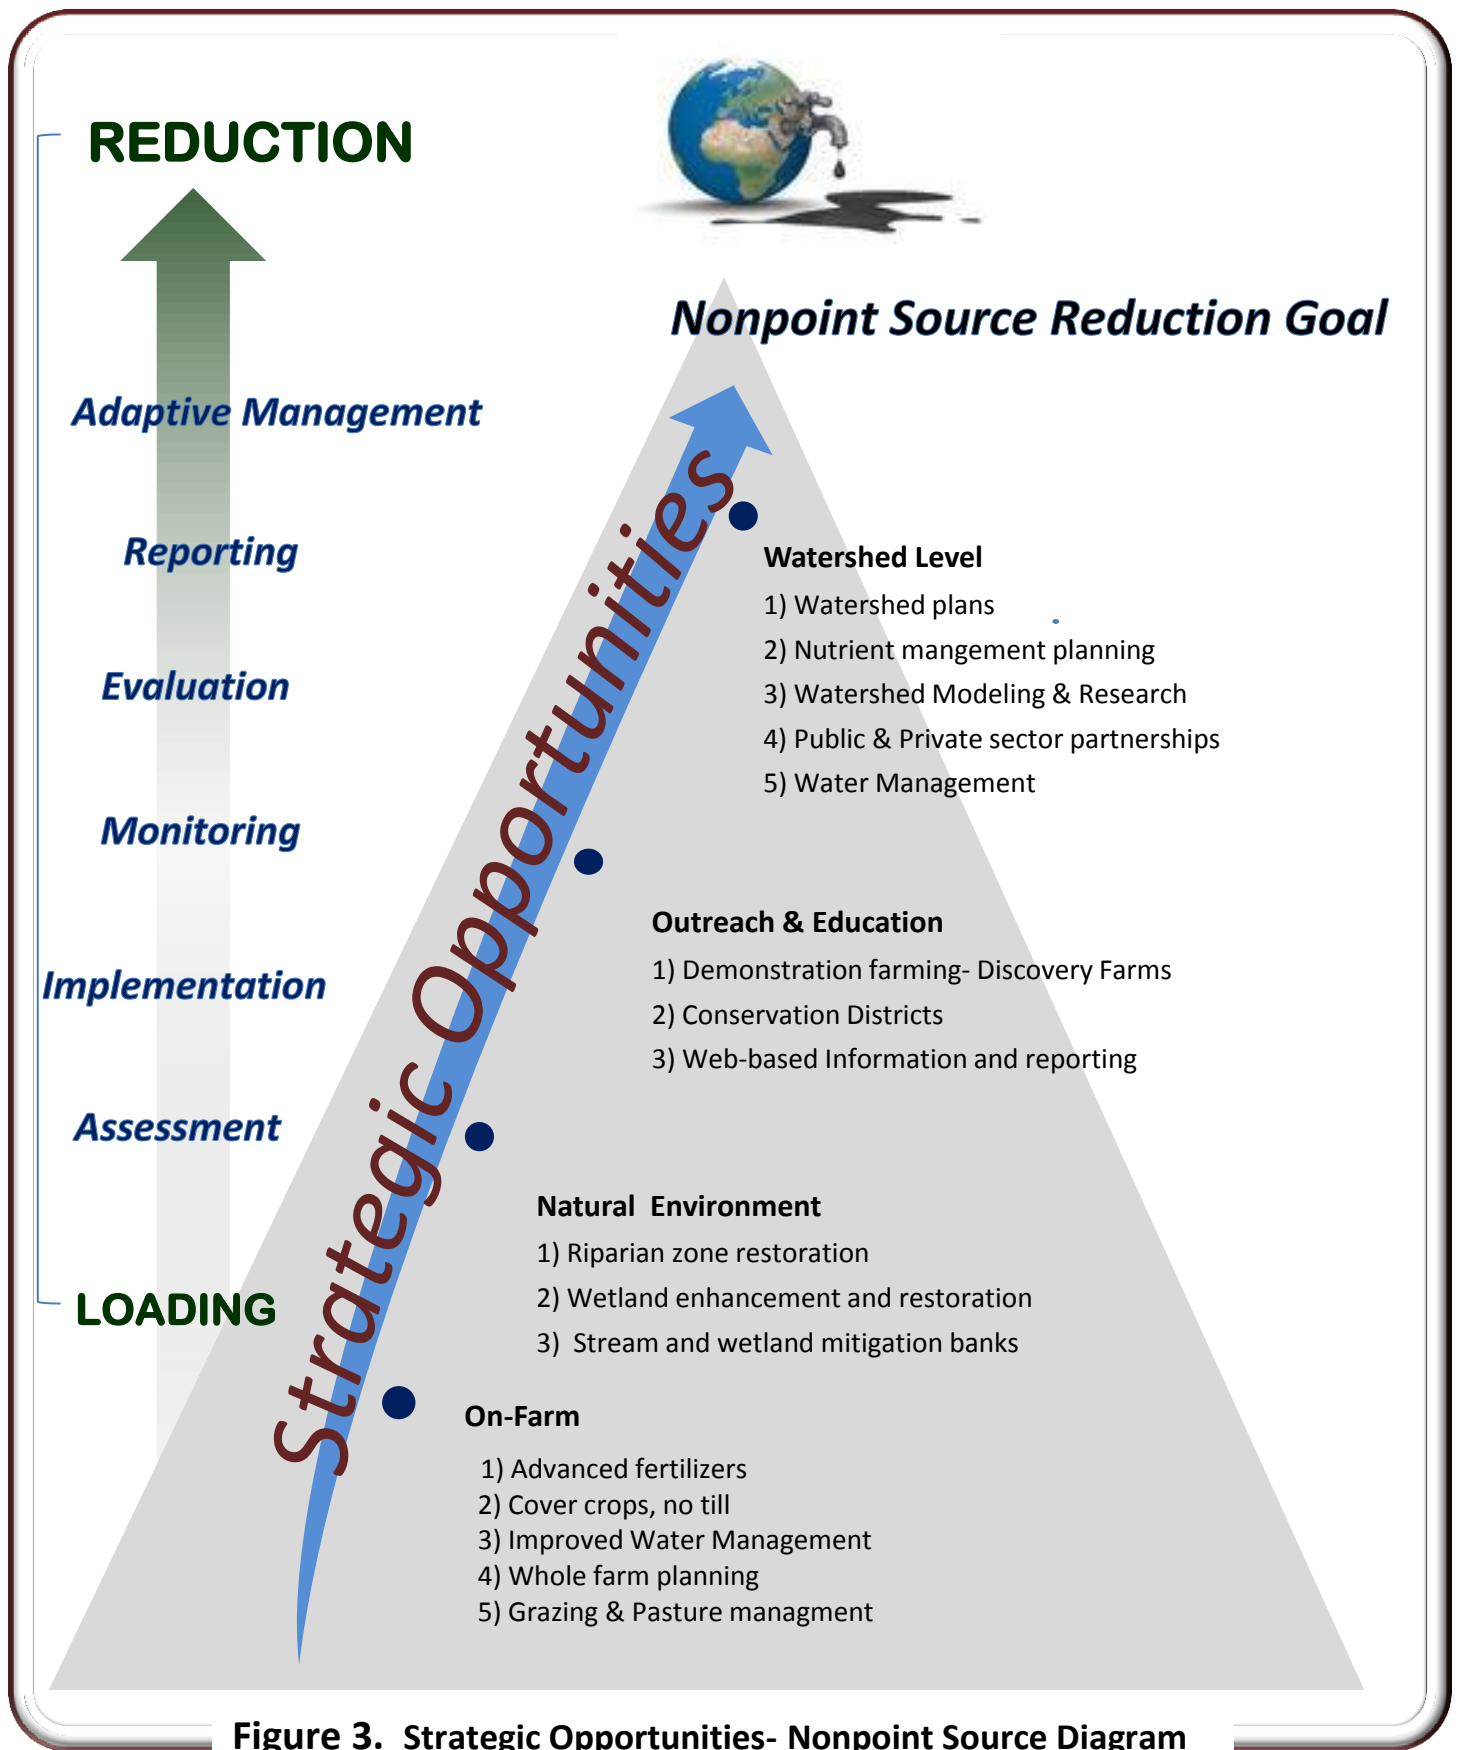 REDUCTION
Nonpoint Source Reduction Goal
Adaptive Management
Reporting
Evaluation
Monitoring
Implementation
Assessment
LOADING
Strategic Opportunities
Watershed Level
1) Watershed plans
2) Nutrient mangement planning
3) Watershed Modeling & Research
4) Public & Private sector partnerships
5) Water Management
Outreach & Education
1) Demonstration farming- Discovery Farms
2) Conservation Districts
3) Web-based Information and reporting
Natural Environment
1) Riparian zone restoration
2) Wetland enhancement and restoration
3) Stream and wetland mitigation banks
On-Farm
1) Advanced fertilizers
2) Cover crops, no till
3) Improved Water Management
4) Whole farm planning
5) Grazing & Pasture managment
Figure 3. Strategic Opportunities- Nonpoint Source Diagram